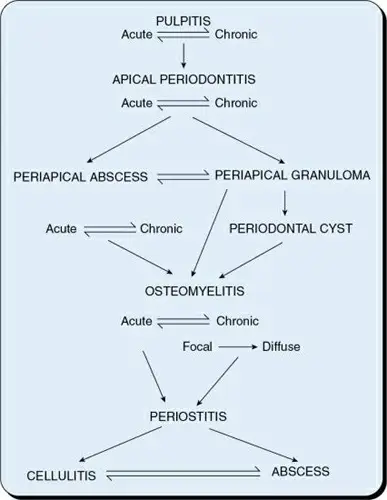 PULPITIS
Acute Chronic
APICAL PERIODONTITIS
Acute Chronic
PERIAPICAL ABSCESS PERIAPICAL GRANULOMA
Acute Chronic PERIODONTAL CYST
OSTEOMYELITIS
Acute Chronic
Focal Diffuse
PERIOSTITIS
CELLULITIS ABSCESS